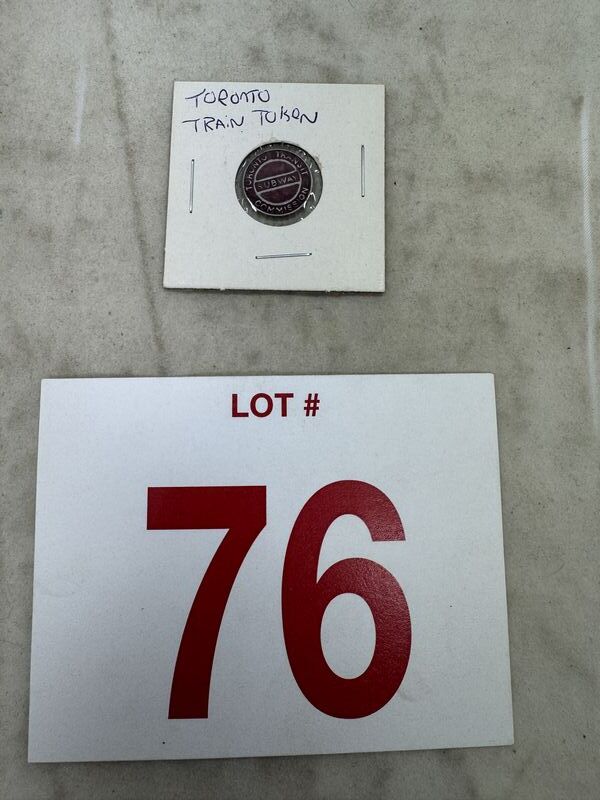 TORONTO
TRAIN TOKEN
TORONTO TRANSIT
SUBWAY
COMMISSION
LOT #
76